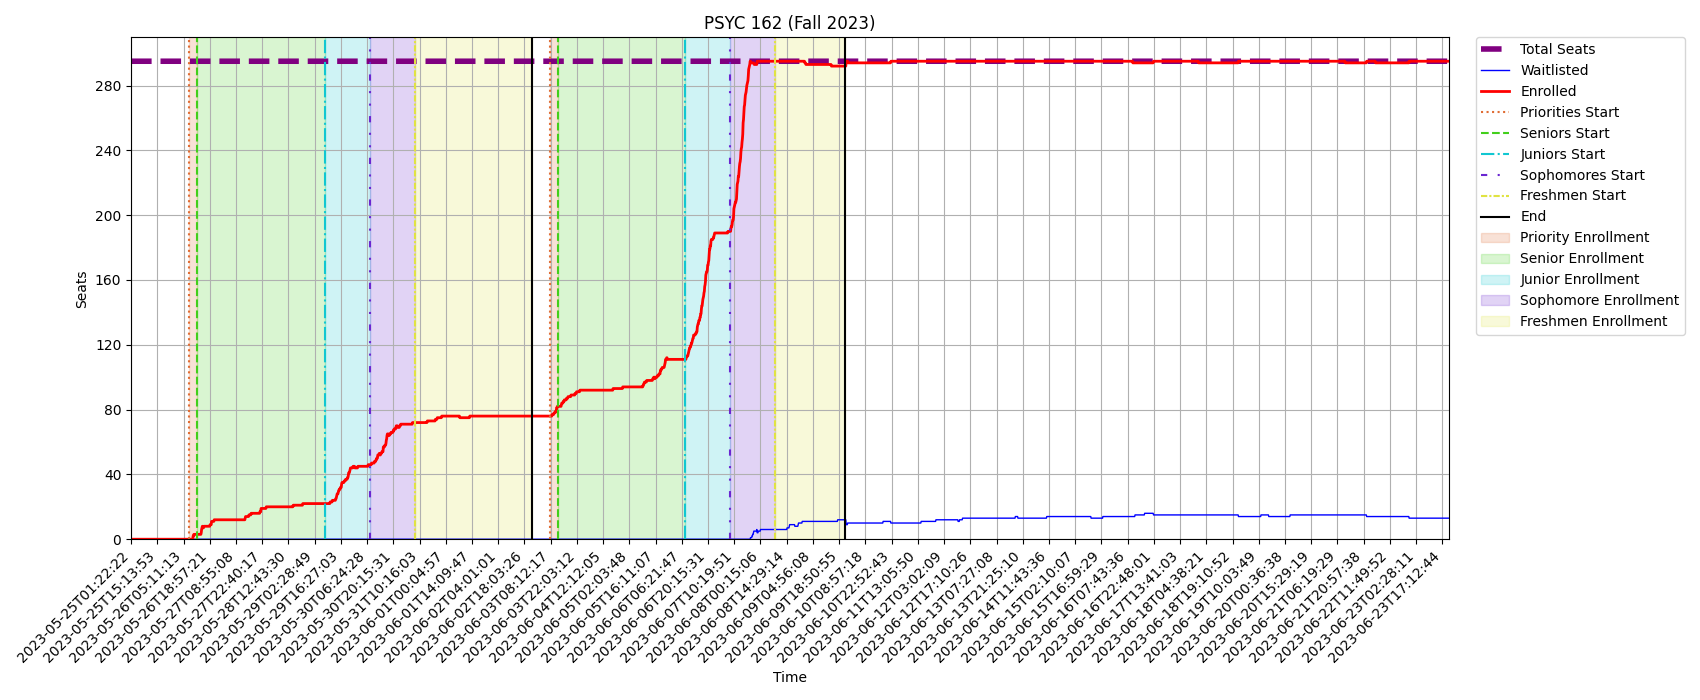 PSYC 162 (Fall 2023)
Seats
280
240
200
160
120
80
40
0
2023-05-25T01:22:22
2023-05-25T15:13:53
2023-05-26T05:11:13
2023-05-26T18:57:21
2023-05-27T08:55:08
2023-05-27T22:40:17
2023-05-28T12:43:30
2023-05-29T02:28:49
2023-05-29T16:27:03
2023-05-30T06:24:28
2023-05-30T20:15:31
2023-05-31T10:16:03
2023-06-01T00:04:57
2023-06-01T14:09:47
2023-06-02T04:01:01
2023-06-02T18:03:26
2023-06-03T08:12:17
2023-06-03T22:03:12
2023-06-04T12:12:05
2023-06-05T02:03:48
2023-06-05T16:11:07
2023-06-06T06:21:47
2023-06-06T20:15:31
2023-06-07T10:19:51
2023-06-08T00:15:06
2023-06-08T14:29:14
2023-06-09T04:56:08
2023-06-09T18:50:55
2023-06-10T08:57:18
2023-06-10T22:52:43
2023-06-11T13:05:50
2023-06-12T03:02:09
2023-06-12T17:10:26
2023-06-13T07:27:08
2023-06-13T21:25:10
2023-06-14T11:43:36
2023-06-15T02:10:07
2023-06-15T16:59:29
2023-06-16T07:43:36
2023-06-16T22:48:01
2023-06-17T13:41:03
2023-06-18T04:38:21
2023-06-18T19:10:52
2023-06-19T10:03:49
2023-06-20T00:36:38
2023-06-20T15:29:19
2023-06-21T06:19:29
2023-06-21T20:57:38
2023-06-22T11:49:52
2023-06-23T02:28:11
2023-06-23T17:12:44
Time
Total Seats
Waitlisted
Enrolled
Priorities Start
Seniors Start
Juniors Start
Sophomores Start
Freshmen Start
End
Priority Enrollment
Senior Enrollment
Junior Enrollment
Sophomore Enrollment
Freshmen Enrollment